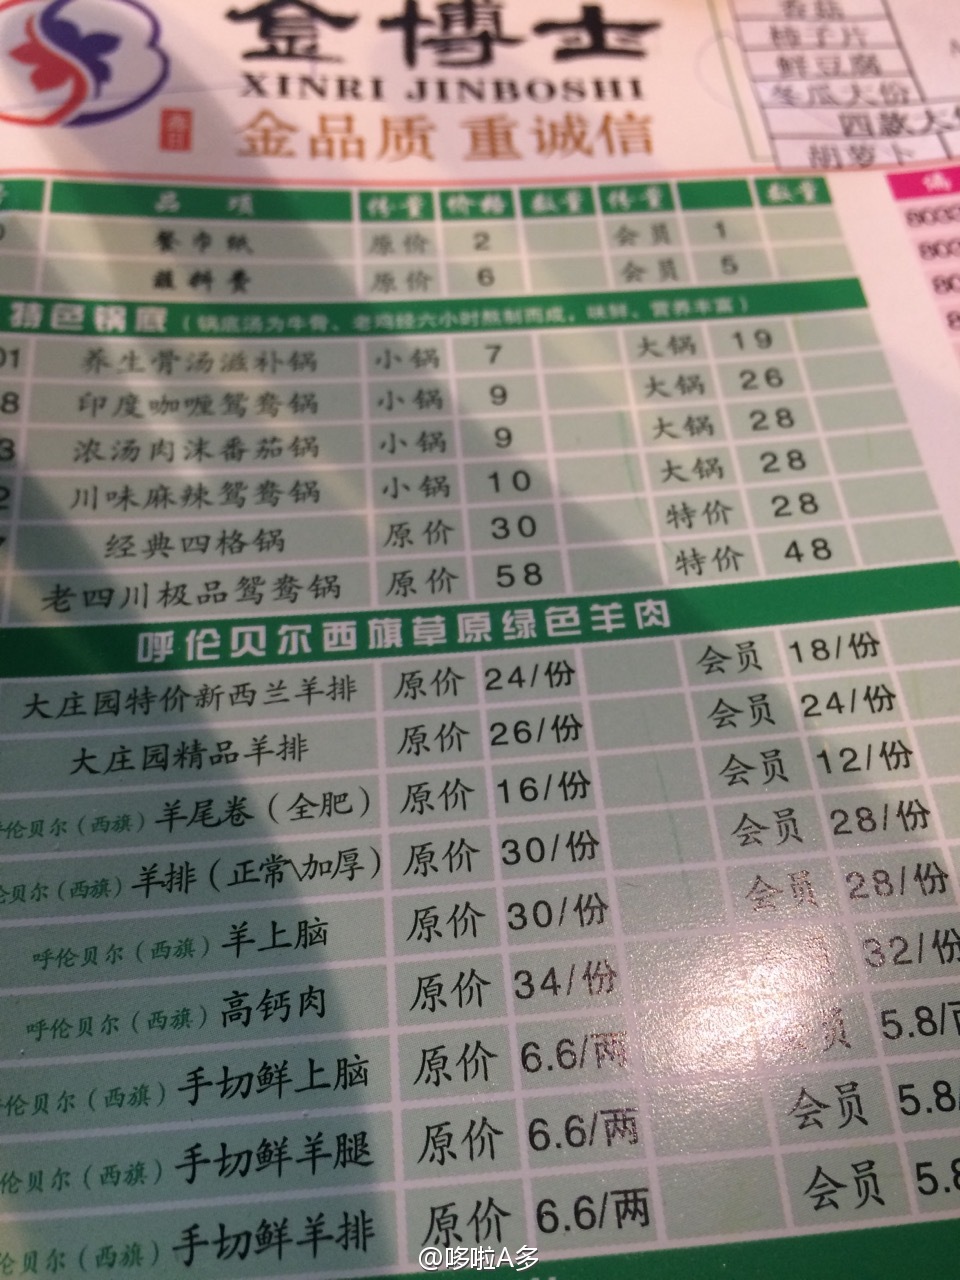 金博士
XINRI JINBOSHI
金品质 重诚信
香菇
柿子片
鲜豆腐
冬瓜大份
四款大
胡萝卜
品项 份量 价格 数量 份量 数量
餐巾纸 原价 2 会员 1
蘸料费 原价 6 会员 5
803
803
80
8
特色锅底(锅底汤为牛骨、老鸡经六小时熬制而成,味鲜、营养丰富)
01 养生骨汤滋补锅 小锅 7 大锅 19
8 印度咖喱鸳鸯锅 小锅 9 大锅 26
3 浓汤肉沫番茄锅 小锅 9 大锅 28
2 川味麻辣鸳鸯锅 小锅 10 大锅 28
经典四格锅 原价 30 特价 28
老四川极品鸳鸯锅 原价 58 特价 48
呼伦贝尔西旗草原绿色羊肉
大庄园特价新西兰羊排 原价 24/份 会员 18/份
大庄园精品羊排 原价 26/份 会员 24/份
呼伦贝尔(西旗)羊尾卷(全肥) 原价 16/份 会员 12/份
伦贝尔(西旗)羊排(正常\加厚) 原价 30/份 会员 28/份
呼伦贝尔(西旗)羊上脑 原价 30/份 会员 28/份
呼伦贝尔(西旗)高钙肉 原价 34/份 32/份
呼伦贝尔(西旗)手切鲜上脑 原价 6.6/两 员 5.8/两
伦贝尔(西旗)手切鲜羊腿 原价 6.6/两 会员 5.8/
伦贝尔(西旗)手切鲜羊排 原价 6.6/两 会员 5.8
@哆啦A多